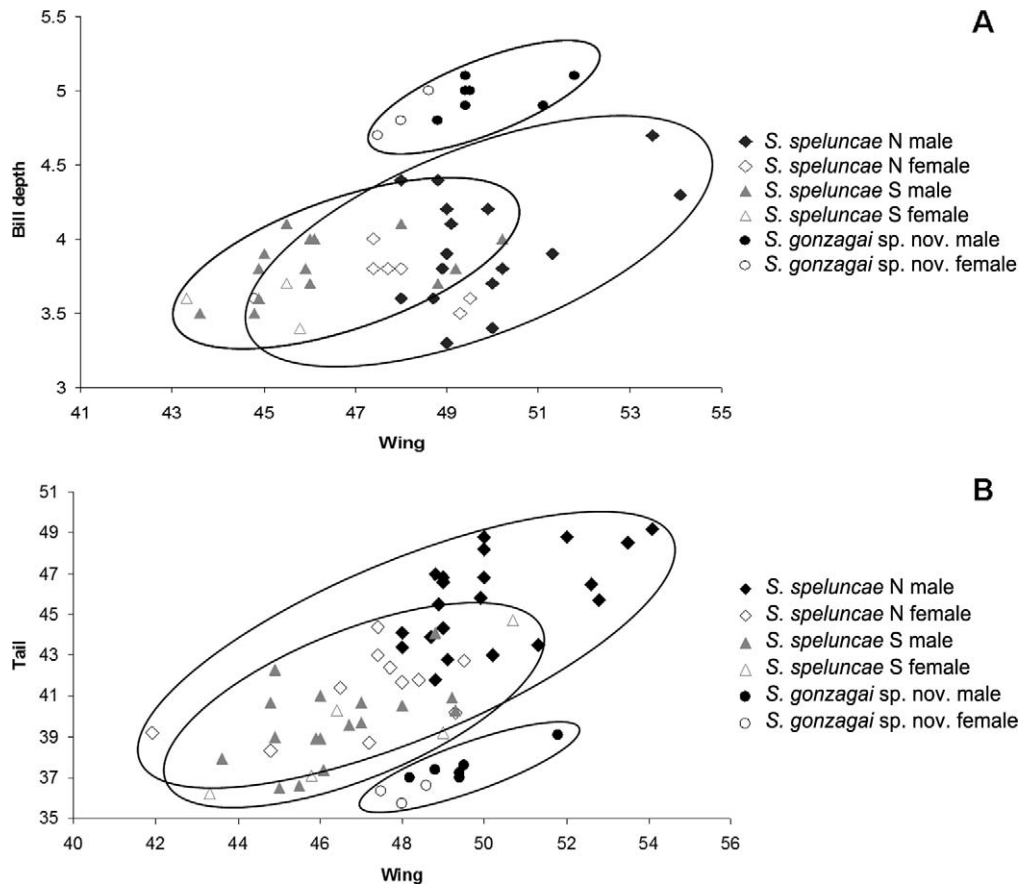 A
5.5
5
4.5
4
3.5
3
Bill depth
41 43 45 47 49 51 53 55
Wing
S. speluncae N male
S. speluncae N female
S. speluncae S male
S. speluncae S female
S. gonzagai sp. nov. male
S. gonzagai sp. nov. female
B
51
49
47
45
43
41
39
37
35
Tail
40 42 44 46 48 50 52 54 56
Wing
S. speluncae N male
S. speluncae N female
S. speluncae S male
S. speluncae S female
S. gonzagai sp. nov. male
S. gonzagai sp. nov. female